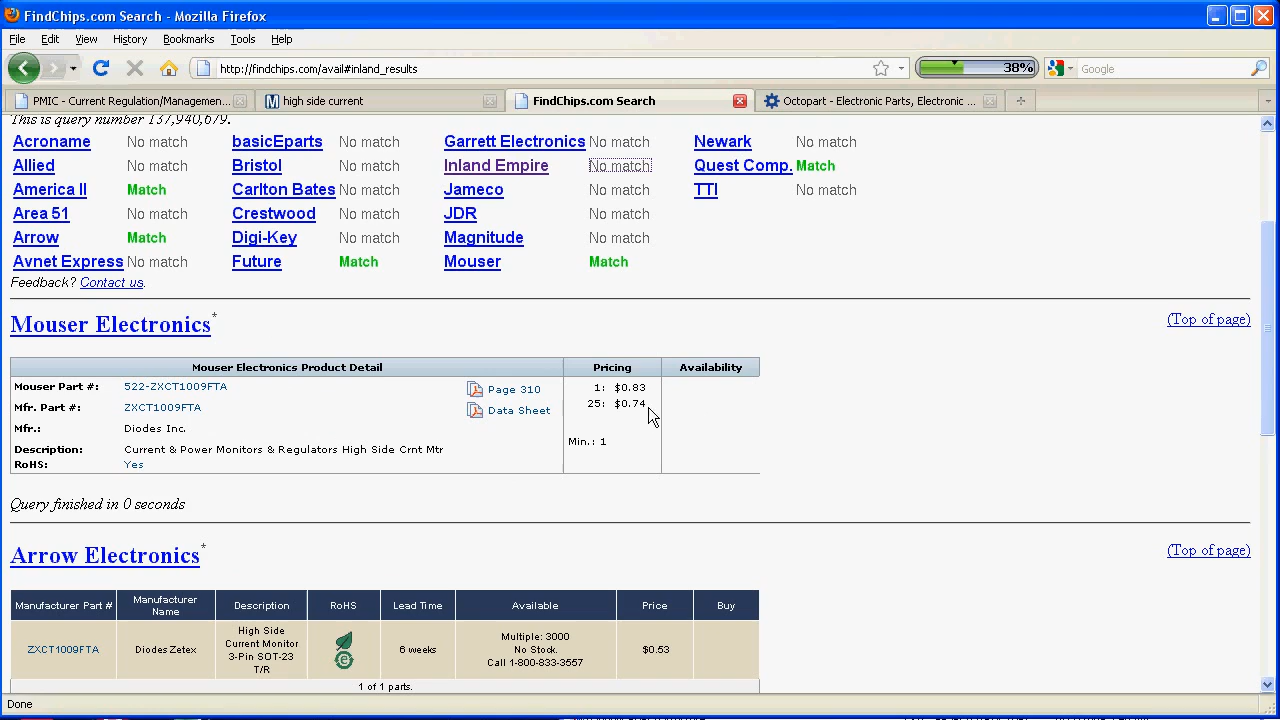 FindChips.com Search - Mozilla Firefox
File Edit View History Bookmarks Tools Help
http://findchips.com/avail#inland_results 38% Google
PMIC - Current Regulation/Managemen... high side current FindChips.com Search Octopart - Electronic Parts, Electronic ...
This is query number 137,940,679.
Acroname No match basicEparts No match Garrett Electronics No match Newark No match
Allied No match Bristol No match Inland Empire No match Quest Comp. Match
America II Match Carlton Bates No match Jameco No match TTI No match
Area 51 No match Crestwood No match JDR No match
Arrow Match Digi-Key No match Magnitude No match
Avnet Express No match Future Match Mouser Match
Feedback? Contact us.
Mouser Electronics* (Top of page)
Mouser Electronics Product Detail Pricing Availability
Mouser Part #: 522-ZXCT1009FTA Page 310 1: $0.83
Mfr. Part #: ZXCT1009FTA Data Sheet 25: $0.74
Mfr.: Diodes Inc. Min.: 1
Description: Current & Power Monitors & Regulators High Side Crnt Mtr
RoHS: Yes
Query finished in 0 seconds
Arrow Electronics* (Top of page)
Manufacturer Part # Manufacturer Name Description RoHS Lead Time Available Price Buy
ZXCT1009FTA Diodes Zetex High Side Current Monitor 3-Pin SOT-23 T/R 6 weeks Multiple: 3000 No Stock. Call 1-800-833-3557 $0.53
1 of 1 parts.
Done